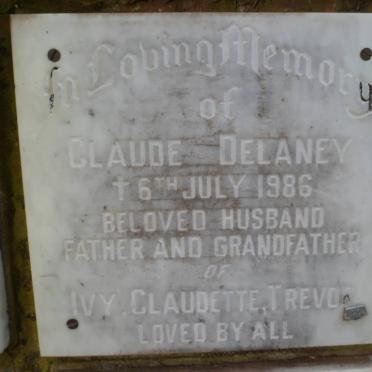 In Loving Memory
of
CLAUDE DELANEY
† 6TH JULY 1986
BELOVED HUSBAND
FATHER AND GRANDFATHER
OF
IVY, CLAUDETTE, TREVOR
LOVED BY ALL